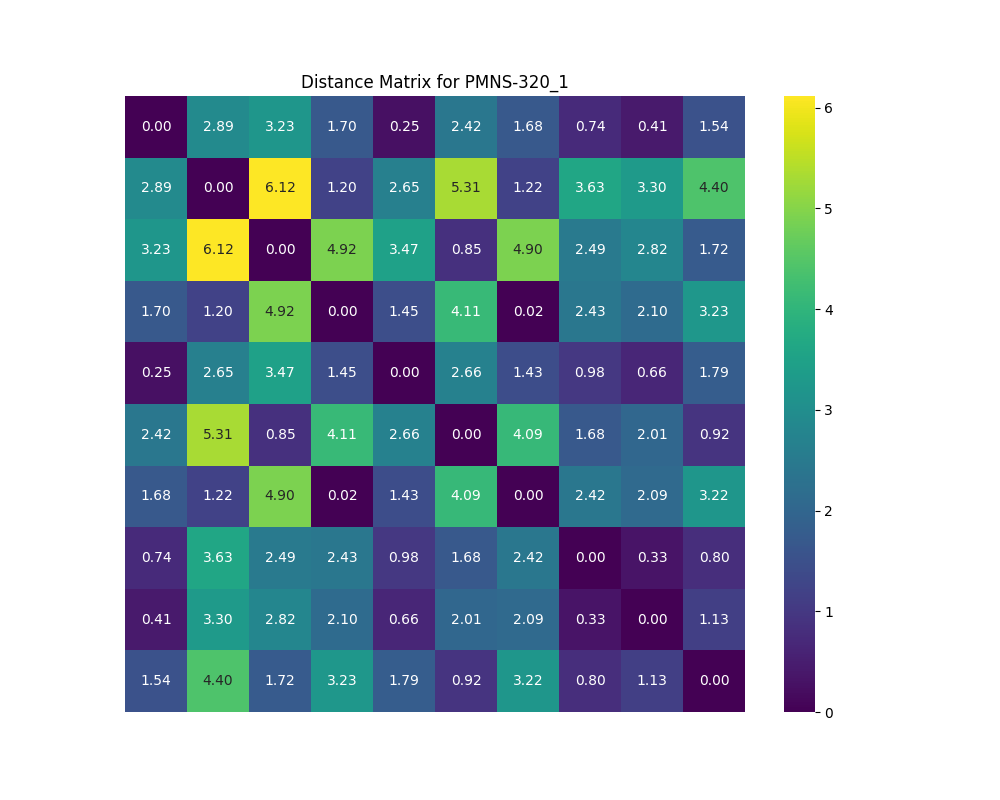 Distance Matrix for PMNS-320_1
0.00 2.89 3.23 1.70 0.25 2.42 1.68 0.74 0.41 1.54
2.89 0.00 6.12 1.20 2.65 5.31 1.22 3.63 3.30 4.40
3.23 6.12 0.00 4.92 3.47 0.85 4.90 2.49 2.82 1.72
1.70 1.20 4.92 0.00 1.45 4.11 0.02 2.43 2.10 3.23
0.25 2.65 3.47 1.45 0.00 2.66 1.43 0.98 0.66 1.79
2.42 5.31 0.85 4.11 2.66 0.00 4.09 1.68 2.01 0.92
1.68 1.22 4.90 0.02 1.43 4.09 0.00 2.42 2.09 3.22
0.74 3.63 2.49 2.43 0.98 1.68 2.42 0.00 0.33 0.80
0.41 3.30 2.82 2.10 0.66 2.01 2.09 0.33 0.00 1.13
1.54 4.40 1.72 3.23 1.79 0.92 3.22 0.80 1.13 0.00
6
5
4
3
2
1
0